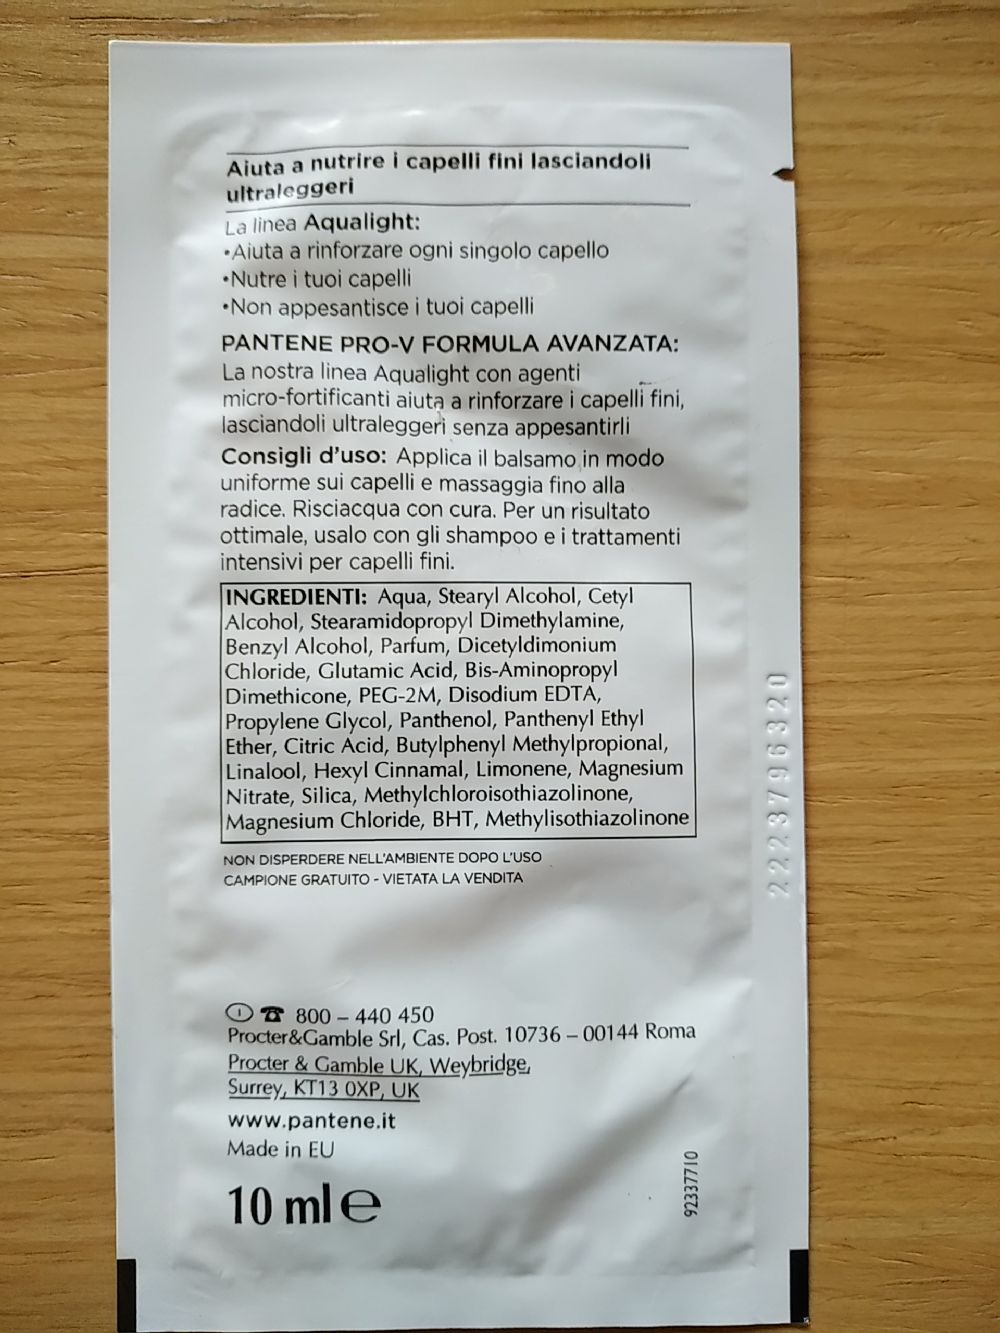 Aiuta a nutrire i capelli fini lasciandoli
ultraleggeri
La linea Aqualight:
•Aiuta a rinforzare ogni singolo capello
•Nutre i tuoi capelli
•Non appesantisce i tuoi capelli
PANTENE PRO-V FORMULA AVANZATA:
La nostra linea Aqualight con agenti
micro-fortificanti aiuta a rinforzare i capelli fini,
lasciandoli ultraleggeri senza appesantirli
Consigli d'uso: Applica il balsamo in modo
uniforme sui capelli e massaggia fino alla
radice. Risciacqua con cura. Per un risultato
ottimale, usalo con gli shampoo e i trattamenti
intensivi per capelli fini.
INGREDIENTI: Aqua, Stearyl Alcohol, Cetyl
Alcohol, Stearamidopropyl Dimethylamine,
Benzyl Alcohol, Parfum, Dicetyldimonium
Chloride, Glutamic Acid, Bis-Aminopropyl
Dimethicone, PEG-2M, Disodium EDTA,
Propylene Glycol, Panthenol, Panthenyl Ethyl
Ether, Citric Acid, Butylphenyl Methylpropional,
Linalool, Hexyl Cinnamal, Limonene, Magnesium
Nitrate, Silica, Methylchloroisothiazolinone,
Magnesium Chloride, BHT, Methylisothiazolinone
NON DISPERDERE NELL'AMBIENTE DOPO L'USO
CAMPIONE GRATUITO - VIETATA LA VENDITA
I ☎ 800 – 440 450
Procter&Gamble Srl, Cas. Post. 10736 – 00144 Roma
Procter & Gamble UK, Weybridge,
Surrey, KT13 0XP, UK
www.pantene.it
Made in EU
10 ml e
92337710
2223796320